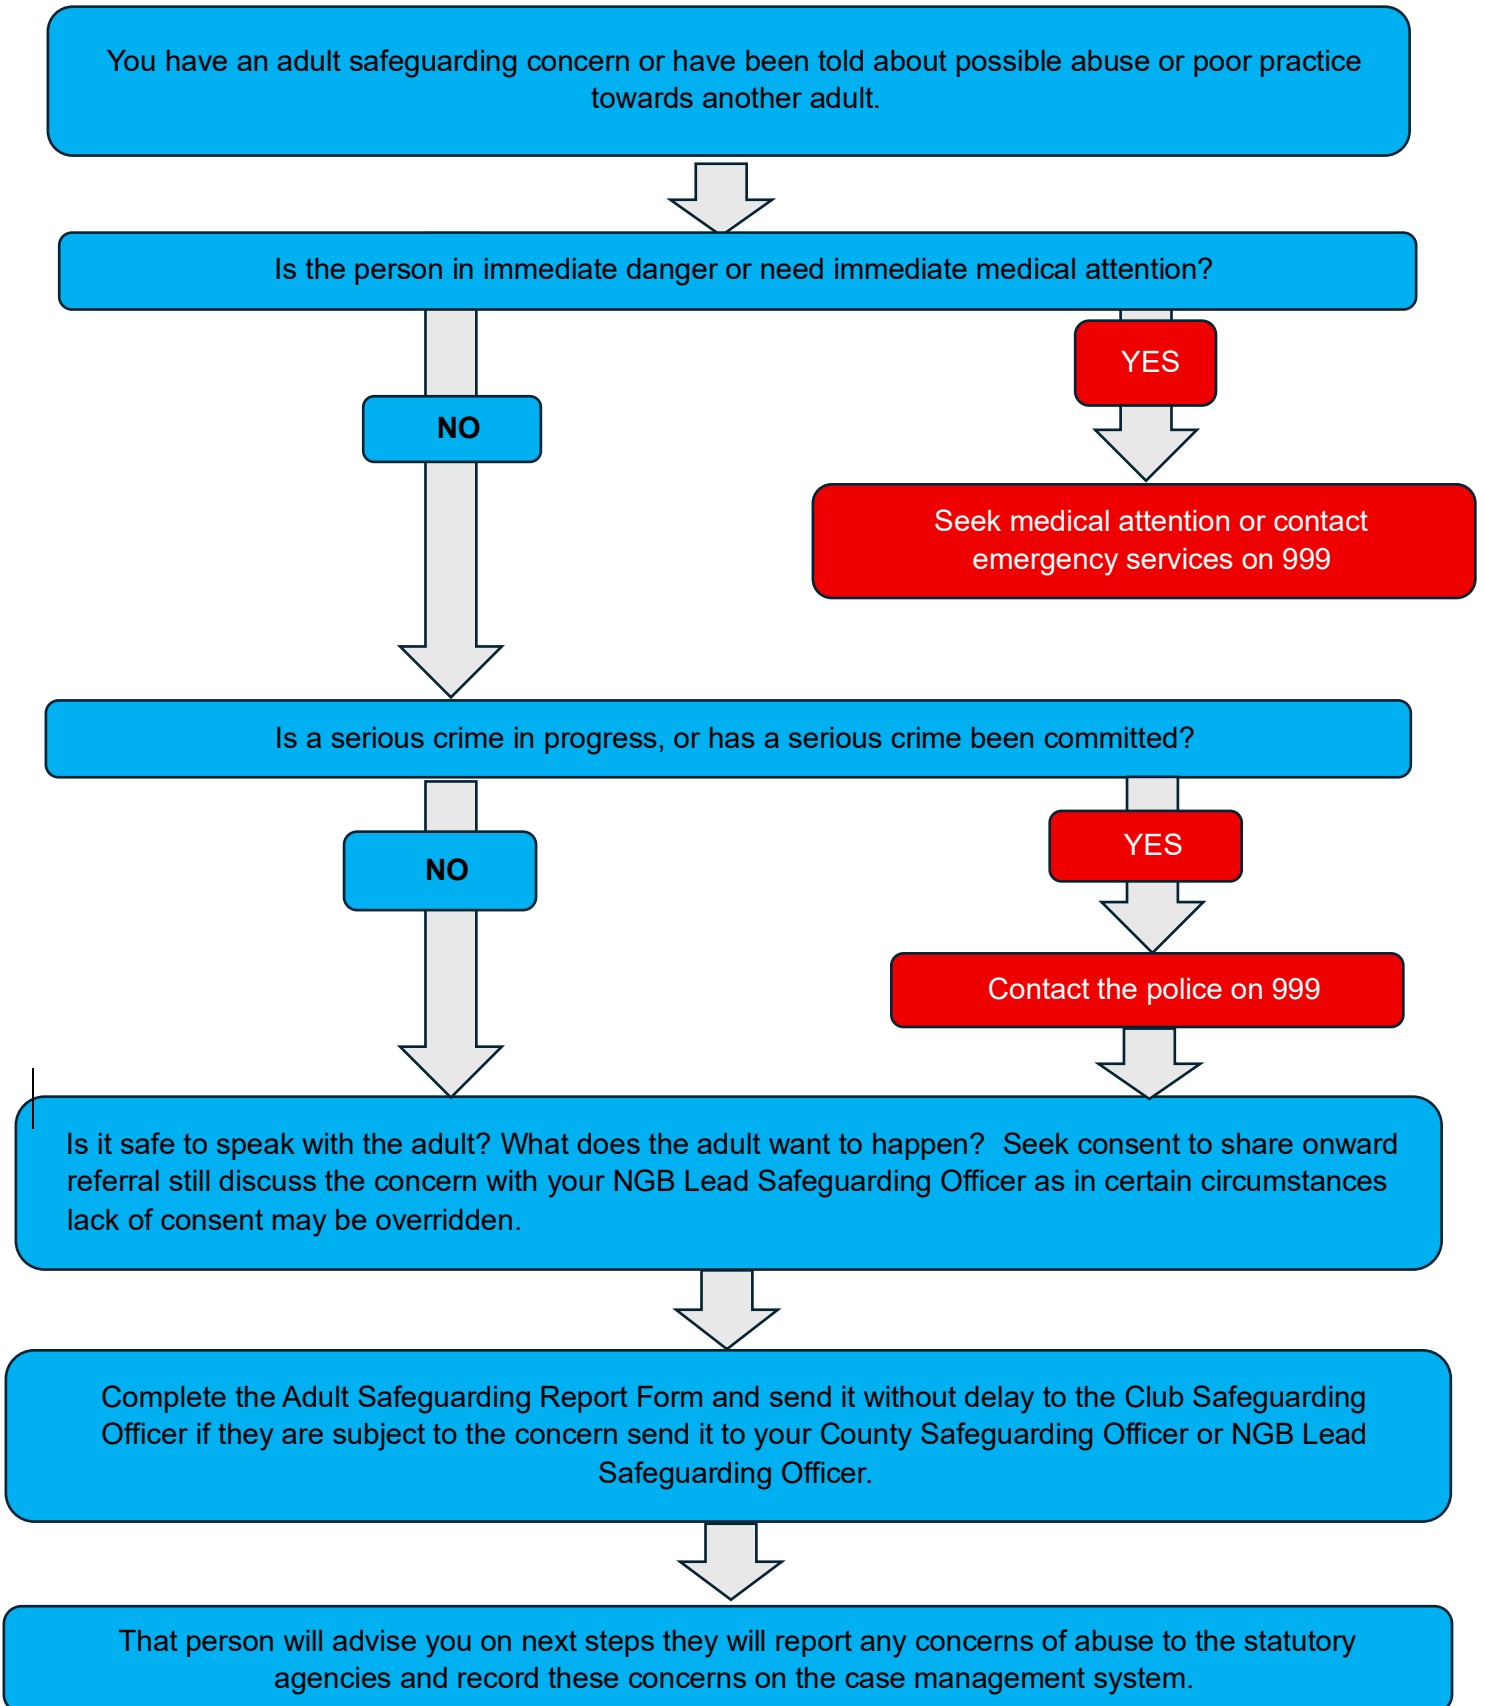 You have an adult safeguarding concern or have been told about possible abuse or poor practice
towards another adult.
Is the person in immediate danger or need immediate medical attention?
YES
NO
Seek medical attention or contact
emergency services on 999
Is a serious crime in progress, or has a serious crime been committed?
YES
NO
Contact the police on 999
Is it safe to speak with the adult? What does the adult want to happen?  Seek consent to share onward
referral still discuss the concern with your NGB Lead Safeguarding Officer as in certain circumstances
lack of consent may be overridden.
Complete the Adult Safeguarding Report Form and send it without delay to the Club Safeguarding
Officer if they are subject to the concern send it to your County Safeguarding Officer or NGB Lead
Safeguarding Officer.
That person will advise you on next steps they will report any concerns of abuse to the statutory
agencies and record these concerns on the case management system.